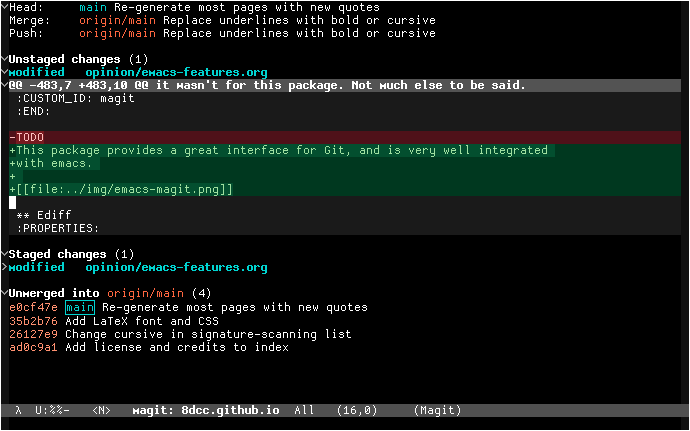 Head:     main Re-generate most pages with new quotes
Merge:    origin/main Replace underlines with bold or cursive
Push:     origin/main Replace underlines with bold or cursive
Unstaged changes (1)
modified   opinion/emacs-features.org
@@ -483,7 +483,10 @@ it wasn't for this package. Not much else to be said.
 :CUSTOM_ID: magit
 :END:
-TODO
+This package provides a great interface for Git, and is very well integrated
+with emacs.
+
+[[file:../img/emacs-magit.png]]
 ** Ediff
 :PROPERTIES:
Staged changes (1)
modified   opinion/emacs-features.org
Unmerged into origin/main (4)
e0cf47e main Re-generate most pages with new quotes
35b2b76 Add LaTeX font and CSS
26127e9 Change cursive in signature-scanning list
ad0c9a1 Add license and credits to index
λ  U:%%-   <N>   magit: 8dcc.github.io  All   (16,0)     (Magit)